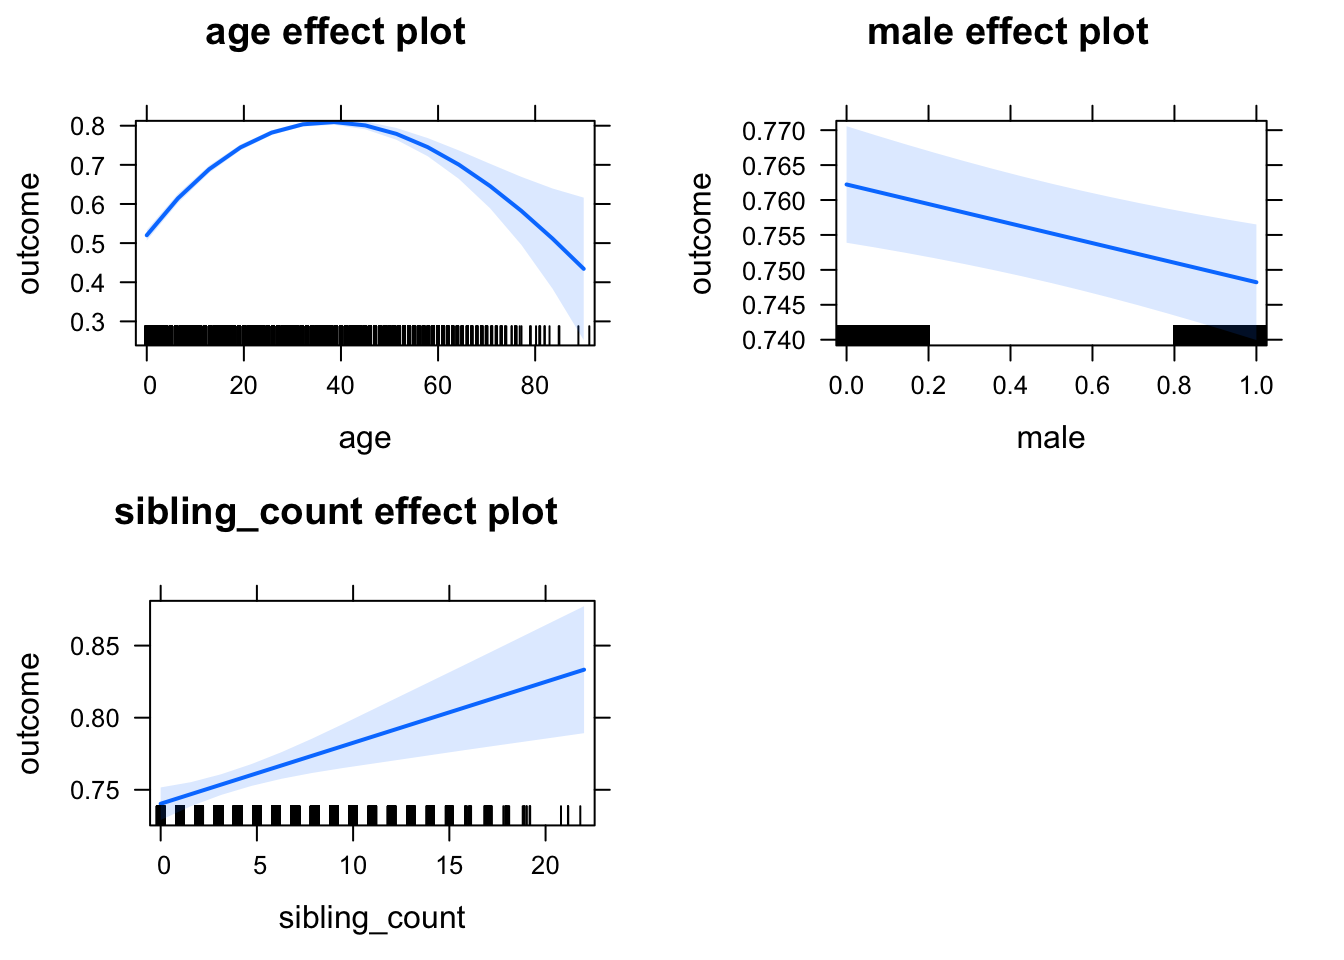 age effect plot
outcome
0.8
0.7
0.6
0.5
0.4
0.3
0 20 40 60 80
age
male effect plot
outcome
0.770
0.765
0.760
0.755
0.750
0.745
0.740
0.0 0.2 0.4 0.6 0.8 1.0
male
sibling_count effect plot
outcome
0.85
0.80
0.75
0 5 10 15 20
sibling_count